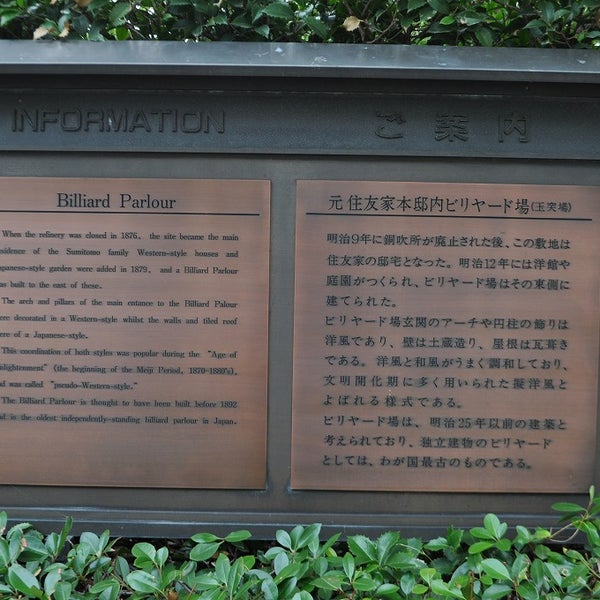 INFORMATION
ご案内
Billiard Parlour
When the refinery was closed in 1876, the site became the main
sidence of the Sumitomo family Western-style houses and
apanese-style garden were added in 1879, and a Billiard Parlour
as built to the east of these.
The arch and pillars of the main entance to the Billiard Palour
ere decorated in a Western-style whilst the walls and tiled roof
ere of a Japanese-style.
This coordination of both styles was popular during the "Age of
nlightenment" (the beginning of the Meiji Period, 1870-1880's),
nd was called "pseudo-Western-style."
The Billiard Parlour is thought to have been built before 1892
nd is the oldest independently-standing billiard parlour in Japan.
元住友家本邸内ビリヤード場(玉突場)
明治9年に銅吹所が廃止された後、この敷地は
住友家の邸宅となった。明治12年には洋館や
庭園がつくられ、ビリヤード場はその東側に
建てられた。
ビリヤード場玄関のアーチや円柱の飾りは
洋風であり、壁は土蔵造り、屋根は瓦葺き
である。洋風と和風がうまく調和しており、
文明開化期に多く用いられた擬洋風と
よばれる様式である。
ビリヤード場は、明治25年以前の建築と
考えられており、独立建物のビリヤード
としては、わが国最古のものである。